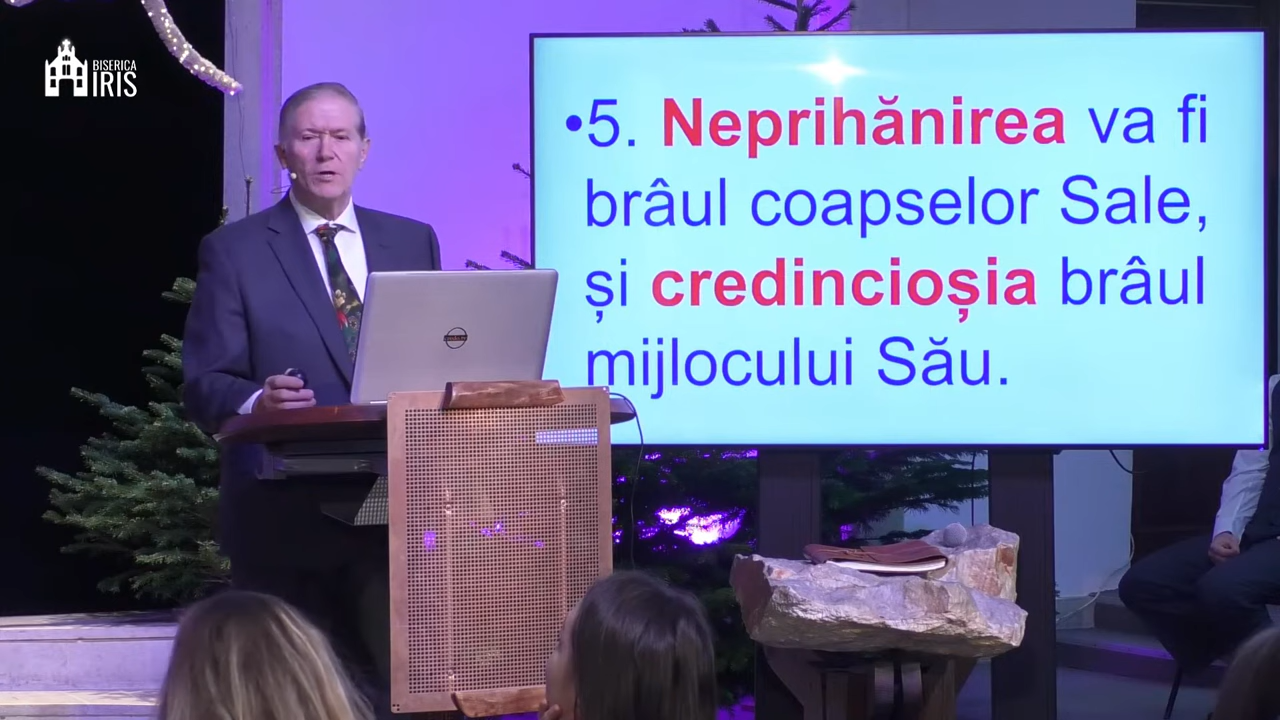 BISERICA
IRIS
•5. Neprihănirea va fi
brâul coapselor Sale,
și credincioșia brâul
mijlocului Său.